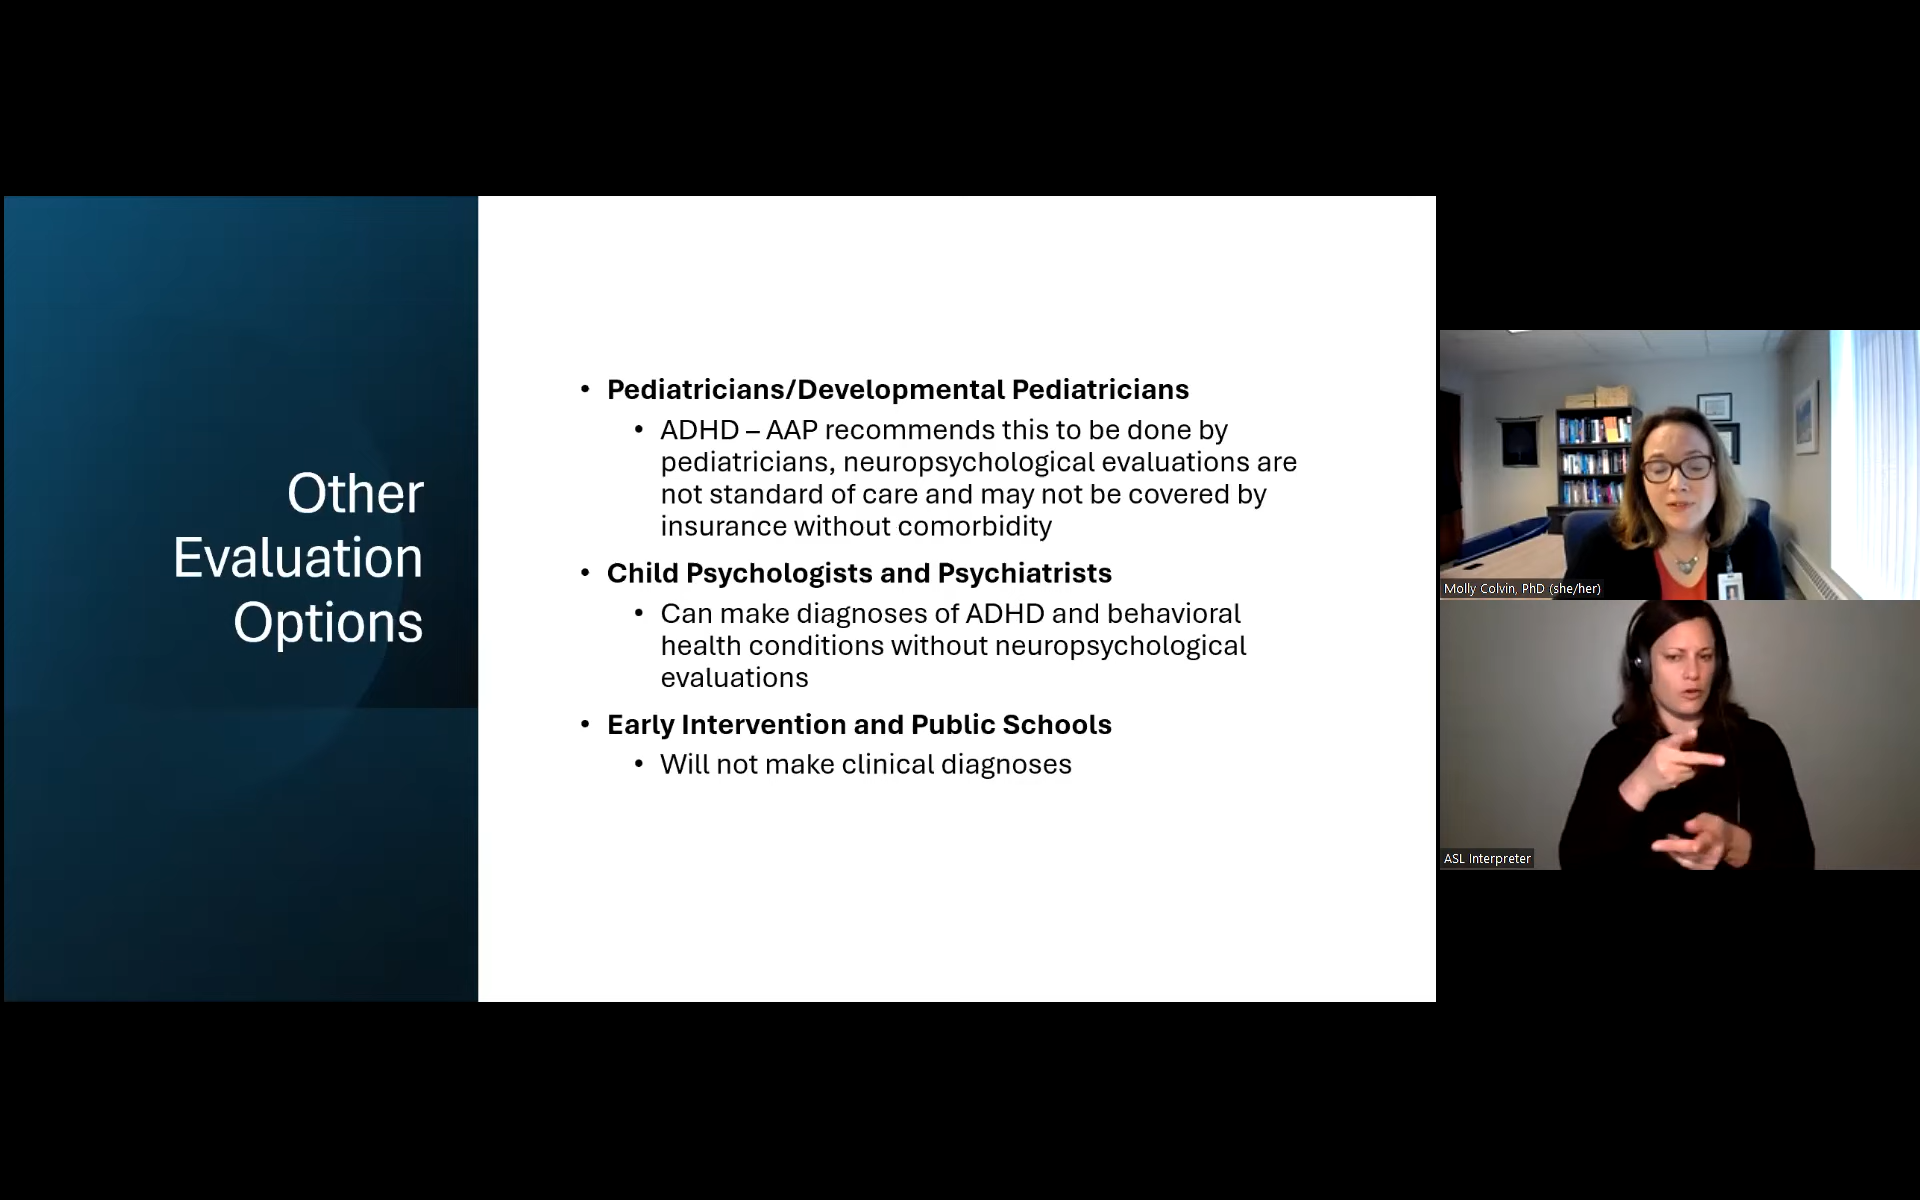 Other
Evaluation
Options
• Pediatricians/Developmental Pediatricians
• ADHD – AAP recommends this to be done by
pediatricians, neuropsychological evaluations are
not standard of care and may not be covered by
insurance without comorbidity
• Child Psychologists and Psychiatrists
• Can make diagnoses of ADHD and behavioral
health conditions without neuropsychological
evaluations
• Early Intervention and Public Schools
• Will not make clinical diagnoses
Molly Colvin, PhD (she/her)
ASL Interpreter